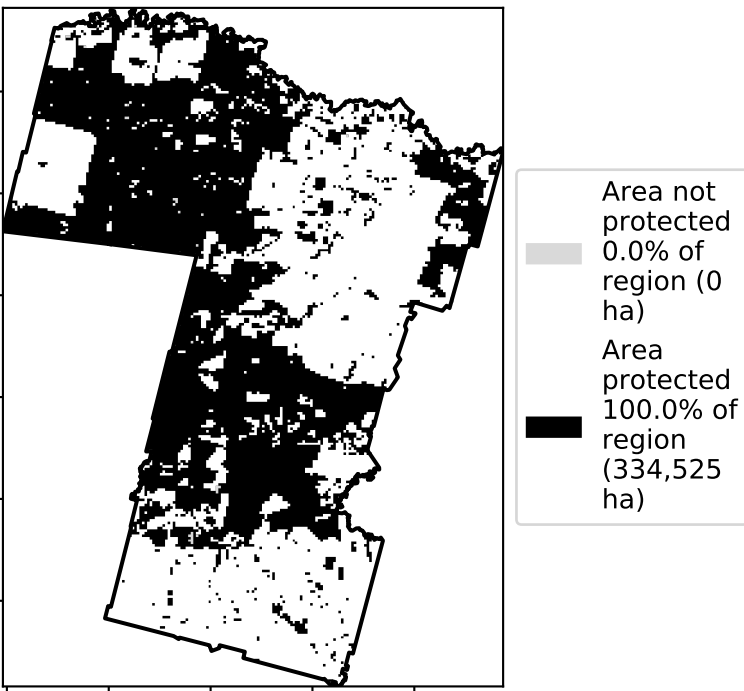 Area not
protected
0.0% of
region (0
ha)
Area
protected
100.0% of
region
(334,525
ha)